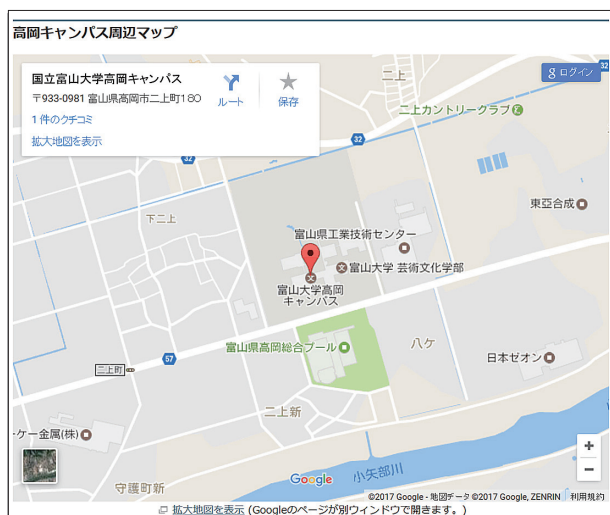 高岡キャンパス周辺マップ
国立富山大学高岡キャンパス
〒933-0981 富山県高岡市二上町180
1 件のクチコミ
拡大地図を表示
ルート
保存
ログイン
二上
32
二上カントリークラブ
32
32
東亞合成
下二上
富山県工業技術センター
富山大学 芸術文化学部
富山大学高岡
キャンパス
富山県高岡総合プール
八ケ
日本ゼオン
57
二上町
二上新
ーケー金属(株)
守護町新
小矢部川
Google
+
−
©2017 Google - 地図データ ©2017 Google, ZENRIN
利用規約
拡大地図を表示 (Googleのページが別ウィンドウで開きます。)